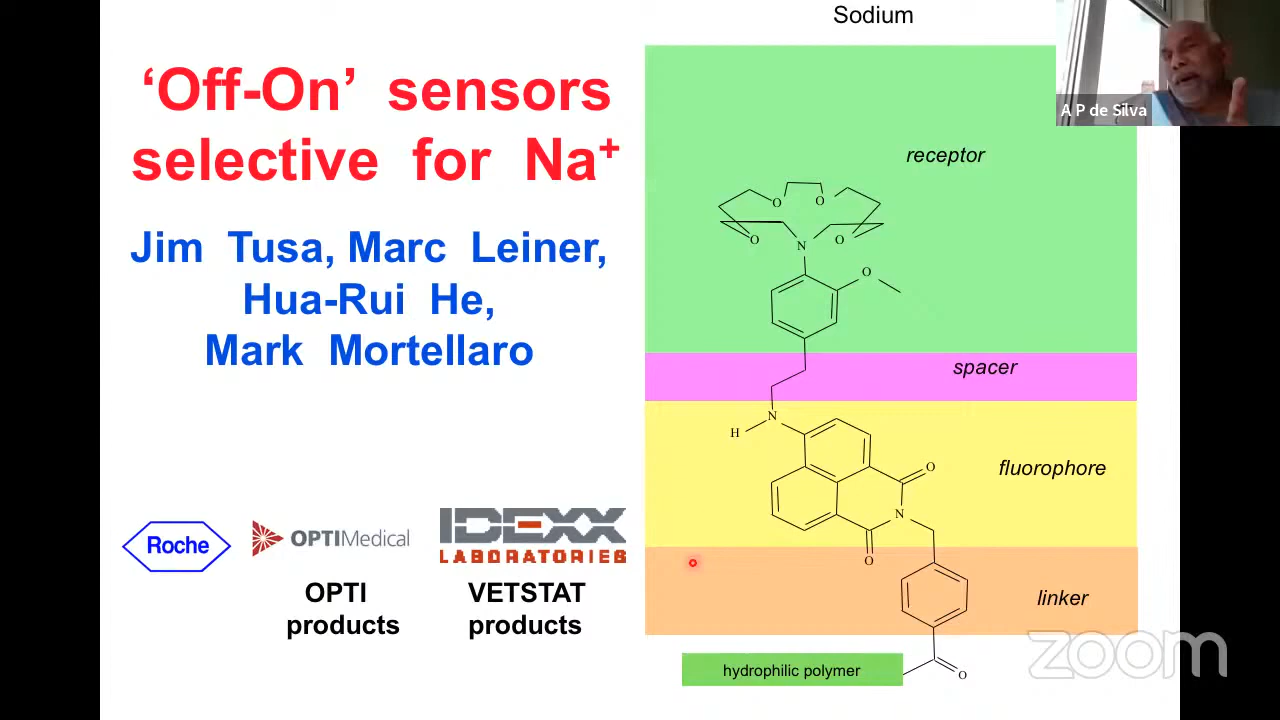 Sodium
‘Off-On’ sensors
selective for Na⁺
Jim Tusa, Marc Leiner,
Hua-Rui He,
Mark Mortellaro
Roche
OPTIMedical
IDEXX
LABORATORIES
OPTI
products
VETSTAT
products
A P de Silva
receptor
O
O
O
O
N
O
spacer
N
H
fluorophore
O
N
O
linker
hydrophilic polymer
O
zoom